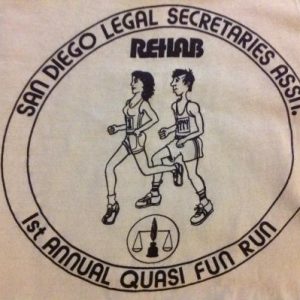 SAN DIEGO LEGAL SECRETARIES ASSN.
REHAB
1st ANNUAL QUASI FUN RUN